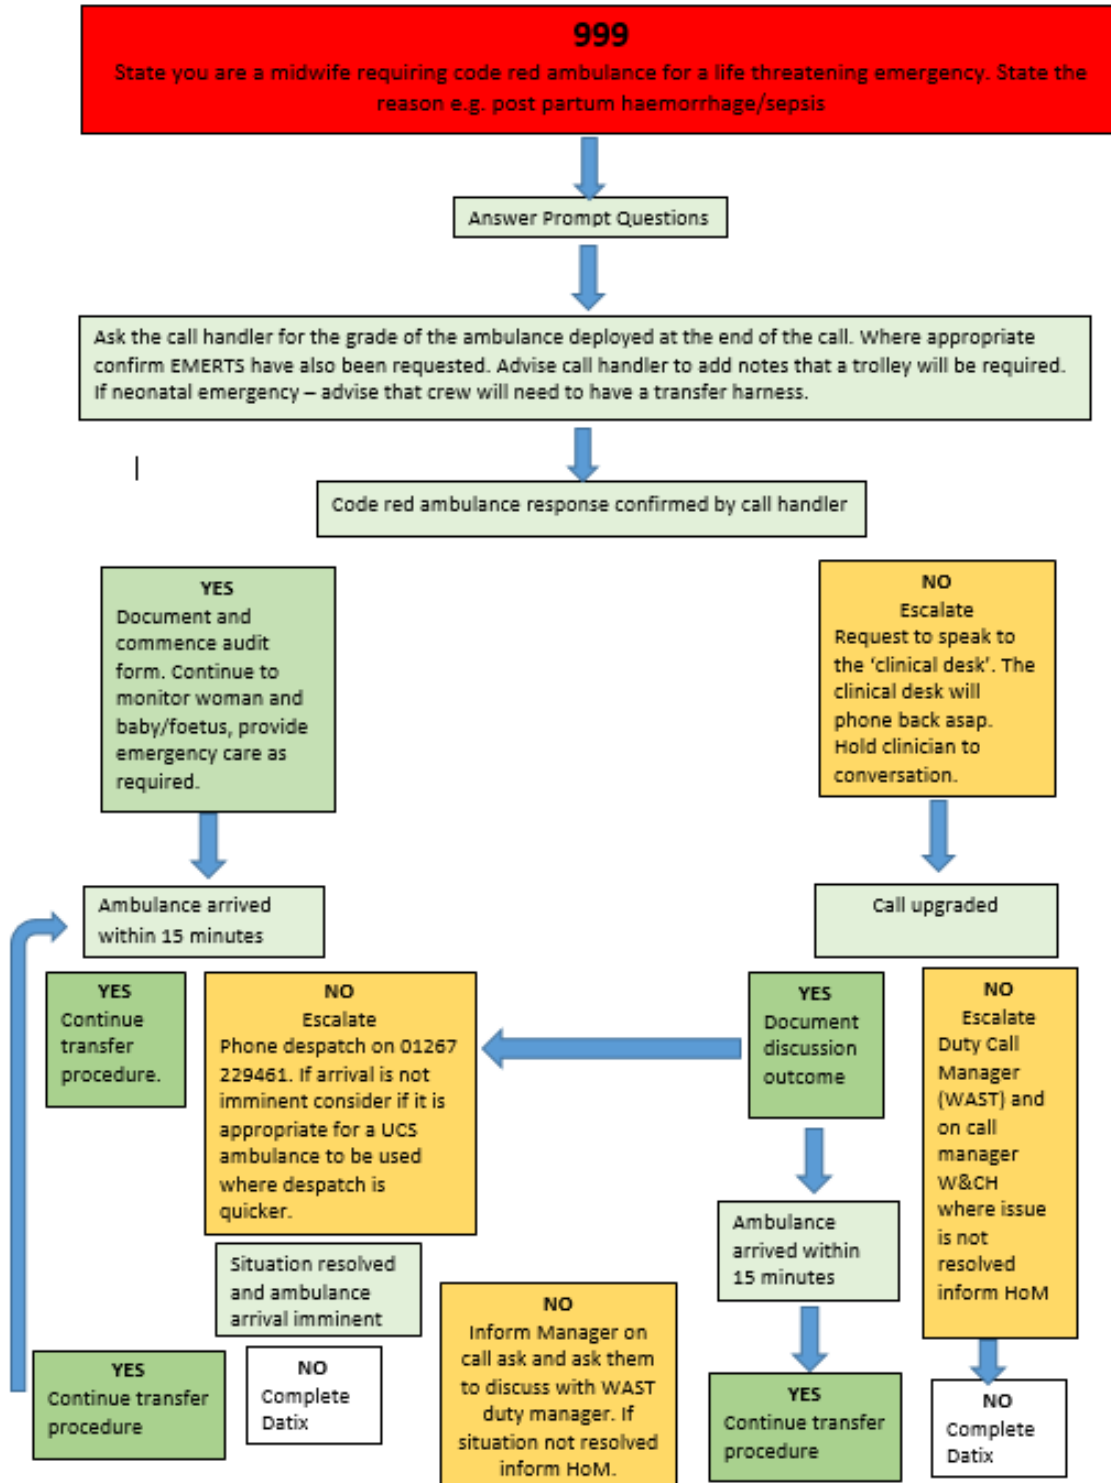 999
State you are a midwife requiring code red ambulance for a life threatening emergency. State the
reason e.g. post partum haemorrhage/sepsis
Answer Prompt Questions
Ask the call handler for the grade of the ambulance deployed at the end of the call. Where appropriate
confirm EMERTS have also been requested. Advise call handler to add notes that a trolley will be required.
If neonatal emergency – advise that crew will need to have a transfer harness.
Code red ambulance response confirmed by call handler
YES
Document and
commence audit
form. Continue to
monitor woman and
baby/foetus, provide
emergency care as
required.
NO
Escalate
Request to speak to
the ‘clinical desk’. The
clinical desk will
phone back asap.
Hold clinician to
conversation.
Ambulance arrived
within 15 minutes
Call upgraded
YES
Continue
transfer
procedure.
NO
Escalate
Phone despatch on 01267
229461. If arrival is not
imminent consider if it is
appropriate for a UCS
ambulance to be used
where despatch is
quicker.
YES
Document
discussion
outcome
NO
Escalate
Duty Call
Manager
(WAST) and
on call
manager
W&CH
where issue
is not
resolved
inform HoM
Situation resolved
and ambulance
arrival imminent
Ambulance
arrived within
15 minutes
YES
Continue transfer
procedure
NO
Complete
Datix
NO
Inform Manager on
call ask and ask them
to discuss with WAST
duty manager. If
situation not resolved
inform HoM.
YES
Continue transfer
procedure
NO
Complete
Datix